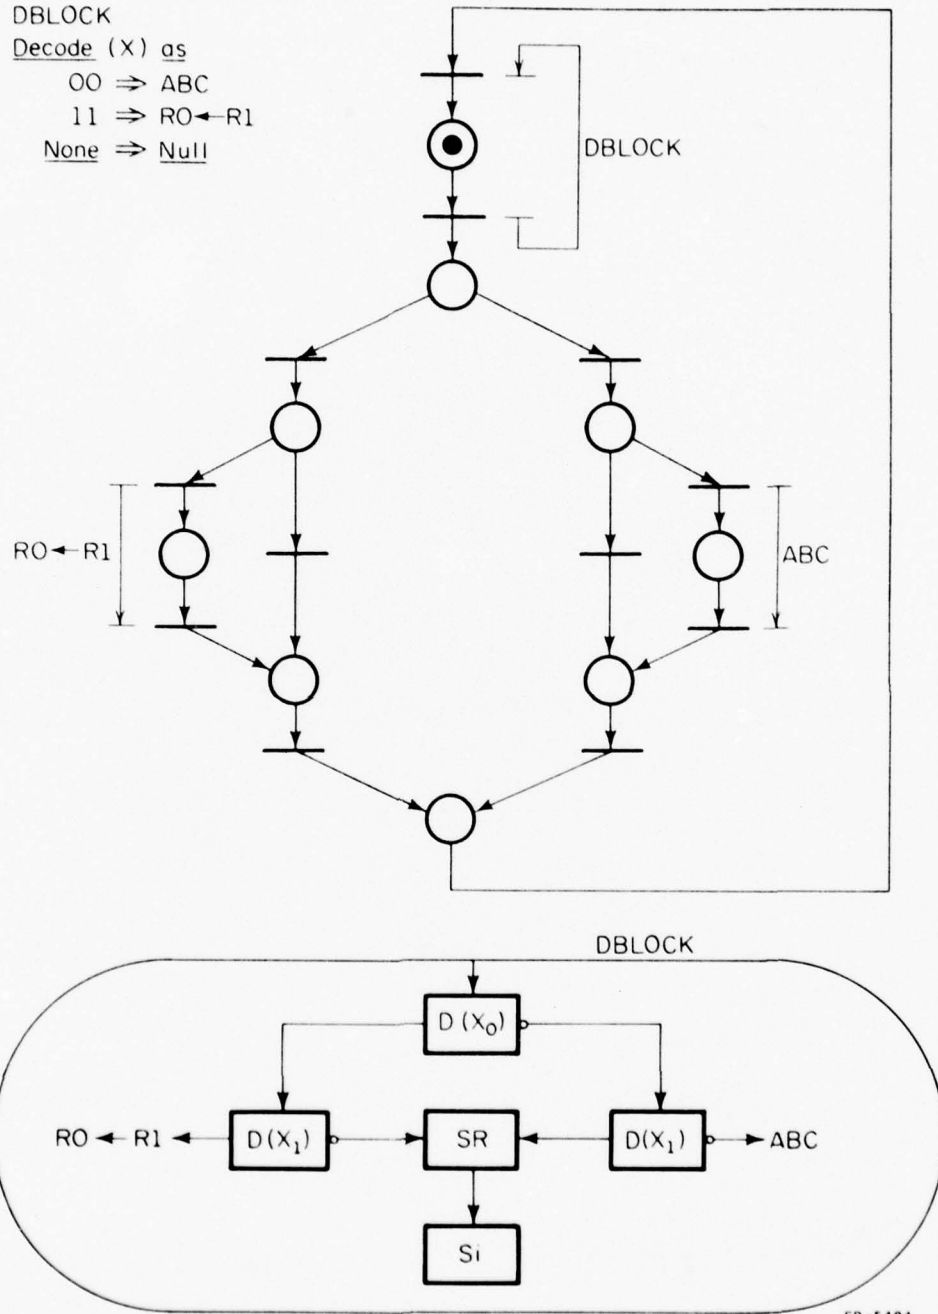 DBLOCK
Decode (X) as
00 ⇒ ABC
11 ⇒ R0←R1
None ⇒ Null
DBLOCK
R0←R1
ABC
DBLOCK
D(X₀)
R0 ← R1
D(X₁)
SR
D(X₁)
ABC
Si